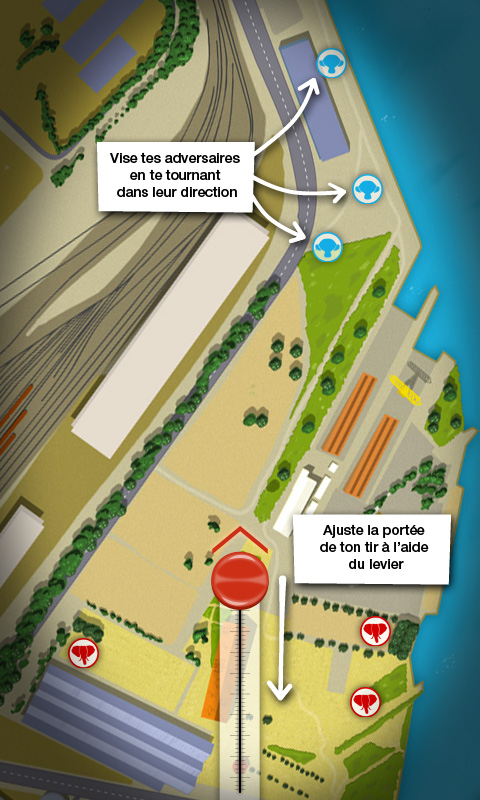 Vise tes adversaires
en te tournant
dans leur direction
Ajuste la portée
de ton tir à l'aide
du levier